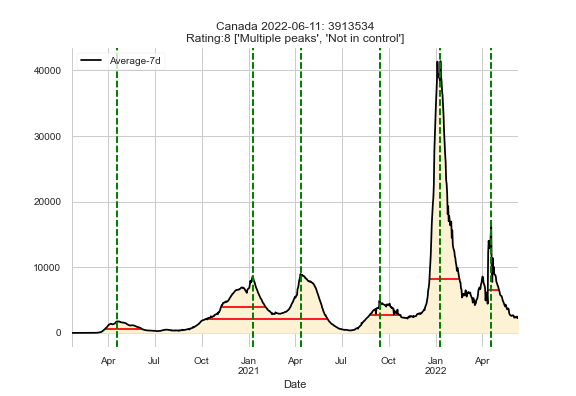 Canada 2022-06-11: 3913534
Rating:8 ['Multiple peaks', 'Not in control']
Average-7d
40000
30000
20000
10000
0
Apr Jul Oct Jan Apr Jul Oct Jan Apr
2021 2022
Date